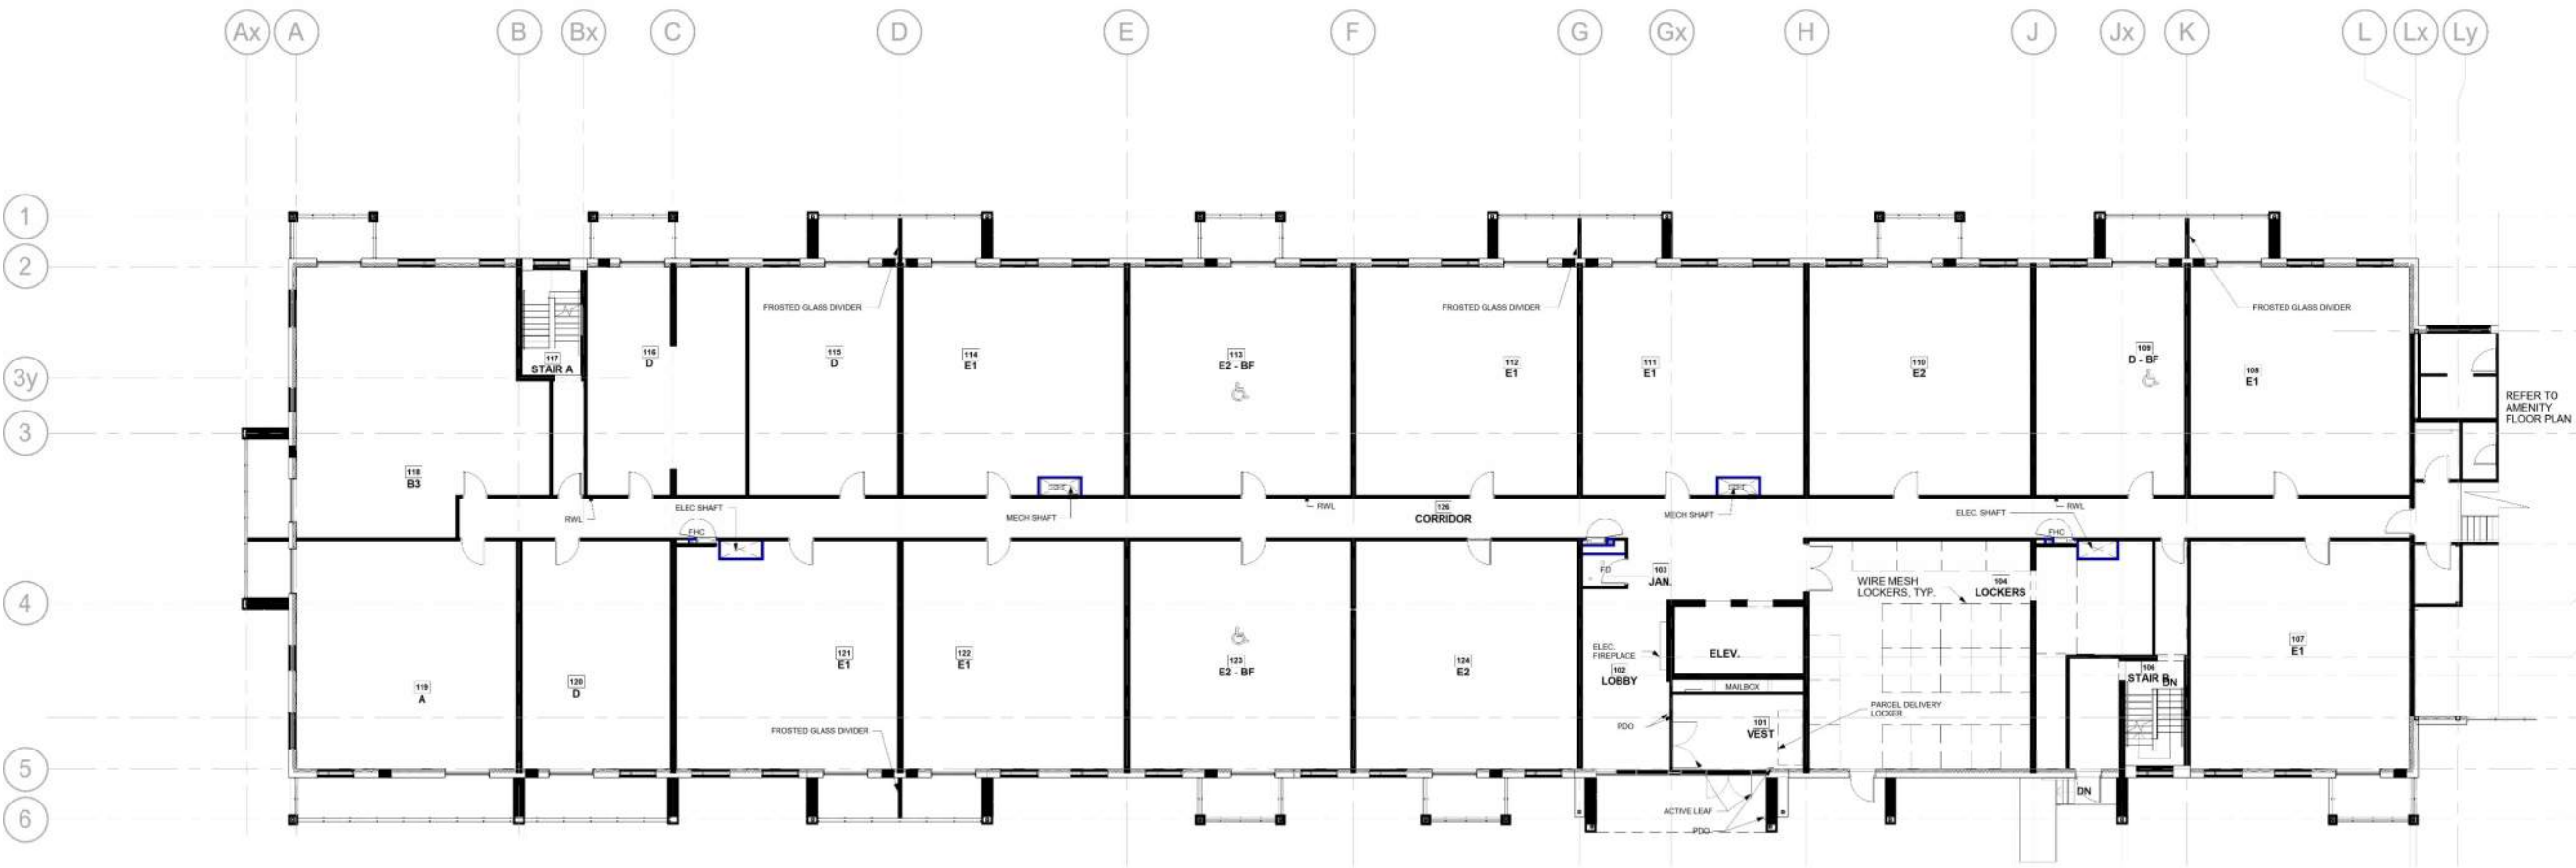 Ax
A
B
Bx
C
D
E
F
G
Gx
H
J
Jx
K
L
Lx
Ly
1
2
3y
3
4
5
6
FROSTED GLASS DIVIDER
FROSTED GLASS DIVIDER
FROSTED GLASS DIVIDER
117
STAIR A
116
D
115
D
114
E1
113
E2 - BF
112
E1
111
E1
110
E2
109
D - BF
108
E1
REFER TO
AMENITY
FLOOR PLAN
118
B3
RWL
ELEC SHAFT
FHC
MECH SHAFT
RWL
126
CORRIDOR
MECH SHAFT
ELEC. SHAFT
RWL
FHC
FD
103
JAN.
WIRE MESH
LOCKERS, TYP.
104
LOCKERS
119
A
120
D
121
E1
122
E1
123
E2 - BF
124
E2
ELEC.
FIREPLACE
102
LOBBY
ELEV.
MAILBOX
PDO
101
VEST
PARCEL DELIVERY
LOCKER
106
STAIR B
DN
107
E1
FROSTED GLASS DIVIDER
ACTIVE LEAF
PDO
DN